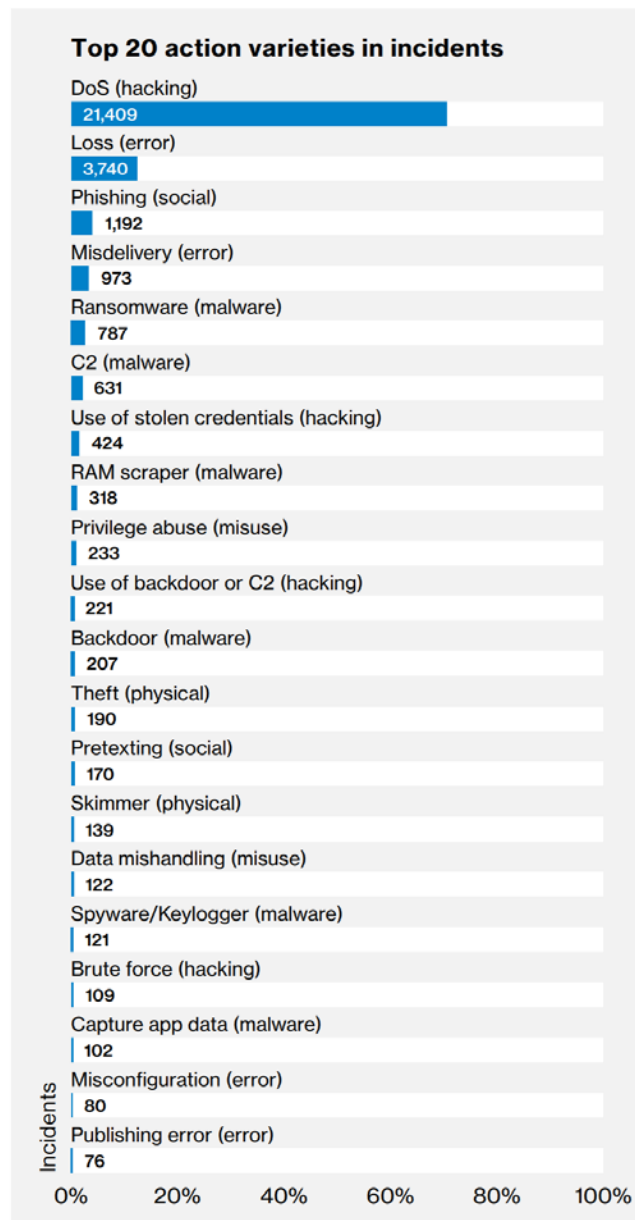 Top 20 action varieties in incidents
DoS (hacking)
21,409
Loss (error)
3,740
Phishing (social)
1,192
Misdelivery (error)
973
Ransomware (malware)
787
C2 (malware)
631
Use of stolen credentials (hacking)
424
RAM scraper (malware)
318
Privilege abuse (misuse)
233
Use of backdoor or C2 (hacking)
221
Backdoor (malware)
207
Theft (physical)
190
Pretexting (social)
170
Skimmer (physical)
139
Data mishandling (misuse)
122
Spyware/Keylogger (malware)
121
Brute force (hacking)
109
Capture app data (malware)
102
Misconfiguration (error)
80
Publishing error (error)
76
Incidents
0% 20% 40% 60% 80% 100%